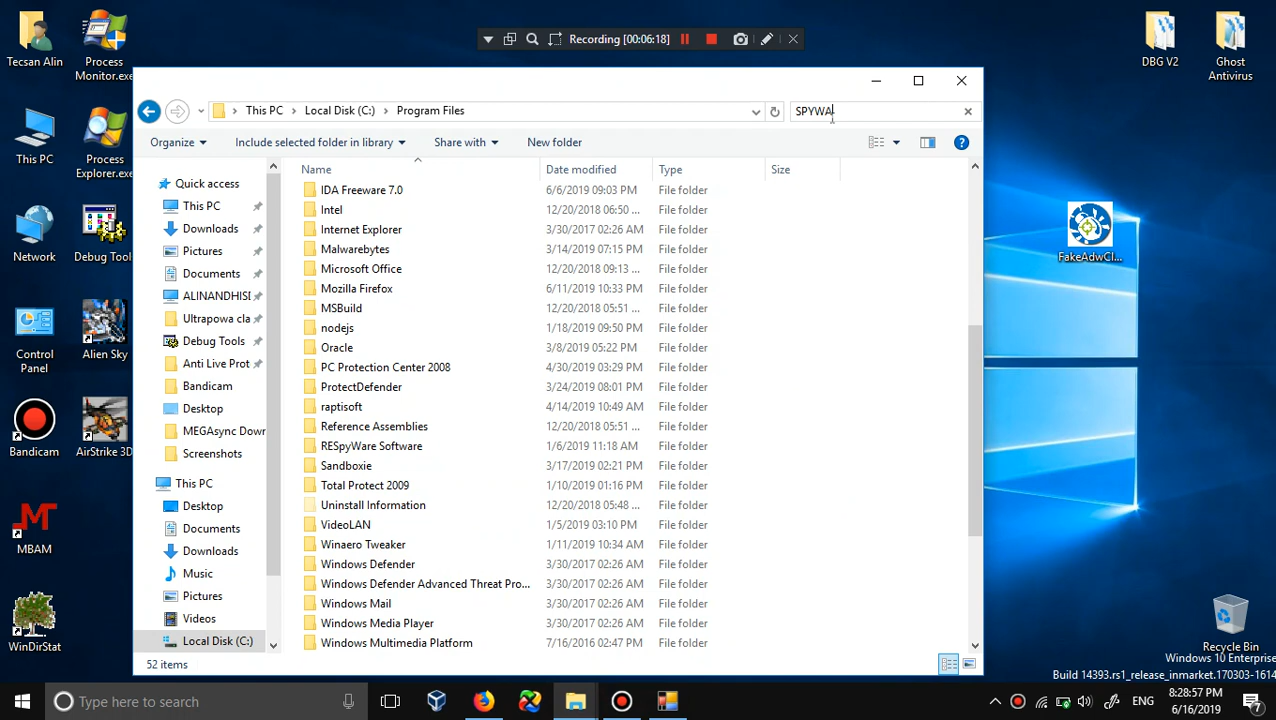 Recording [00:06:18]
Tecsan Alin
Process
Monitor.exe
DBG V2
Ghost
Antivirus
This PC
Local Disk (C:)
Program Files
SPYWA
Organize
Include selected folder in library
Share with
New folder
Name
Date modified
Type
Size
This PC
Process
Explorer.exe
Network
Debug Tool
Control
Panel
Alien Sky
Bandicam
AirStrike 3D
MBAM
WinDirStat
Quick access
This PC
Downloads
Pictures
Documents
ALINANDHISI
Ultrapowa cla
Debug Tools
Anti Live Prot
Bandicam
Desktop
MEGAsync Dow
Screenshots
This PC
Desktop
Documents
Downloads
Music
Pictures
Videos
Local Disk (C:)
IDA Freeware 7.0 6/6/2019 09:03 PM File folder
Intel 12/20/2018 06:50 ... File folder
Internet Explorer 3/30/2017 02:26 AM File folder
Malwarebytes 3/14/2019 07:15 PM File folder
Microsoft Office 12/20/2018 09:13 ... File folder
Mozilla Firefox 6/11/2019 10:33 PM File folder
MSBuild 12/20/2018 05:51 ... File folder
nodejs 1/18/2019 09:50 PM File folder
Oracle 3/8/2019 05:22 PM File folder
PC Protection Center 2008 4/30/2019 03:29 PM File folder
ProtectDefender 3/24/2019 08:01 PM File folder
raptisoft 4/14/2019 10:49 AM File folder
Reference Assemblies 12/20/2018 05:51 ... File folder
RESpyWare Software 1/6/2019 11:18 AM File folder
Sandboxie 3/17/2019 02:21 PM File folder
Total Protect 2009 1/10/2019 01:16 PM File folder
Uninstall Information 12/20/2018 05:48 ... File folder
VideoLAN 1/5/2019 03:10 PM File folder
Winaero Tweaker 1/11/2019 10:34 AM File folder
Windows Defender 3/30/2017 02:26 AM File folder
Windows Defender Advanced Threat Pro... 3/30/2017 02:26 AM File folder
Windows Mail 3/30/2017 02:26 AM File folder
Windows Media Player 3/30/2017 02:26 AM File folder
Windows Multimedia Platform 7/16/2016 02:47 PM File folder
52 items
FakeAdwCl...
Recycle Bin
Windows 10 Enterprise
Build 14393.rs1_release_inmarket.170303-1614
Type here to search
ENG
8:28:57 PM
6/16/2019
7